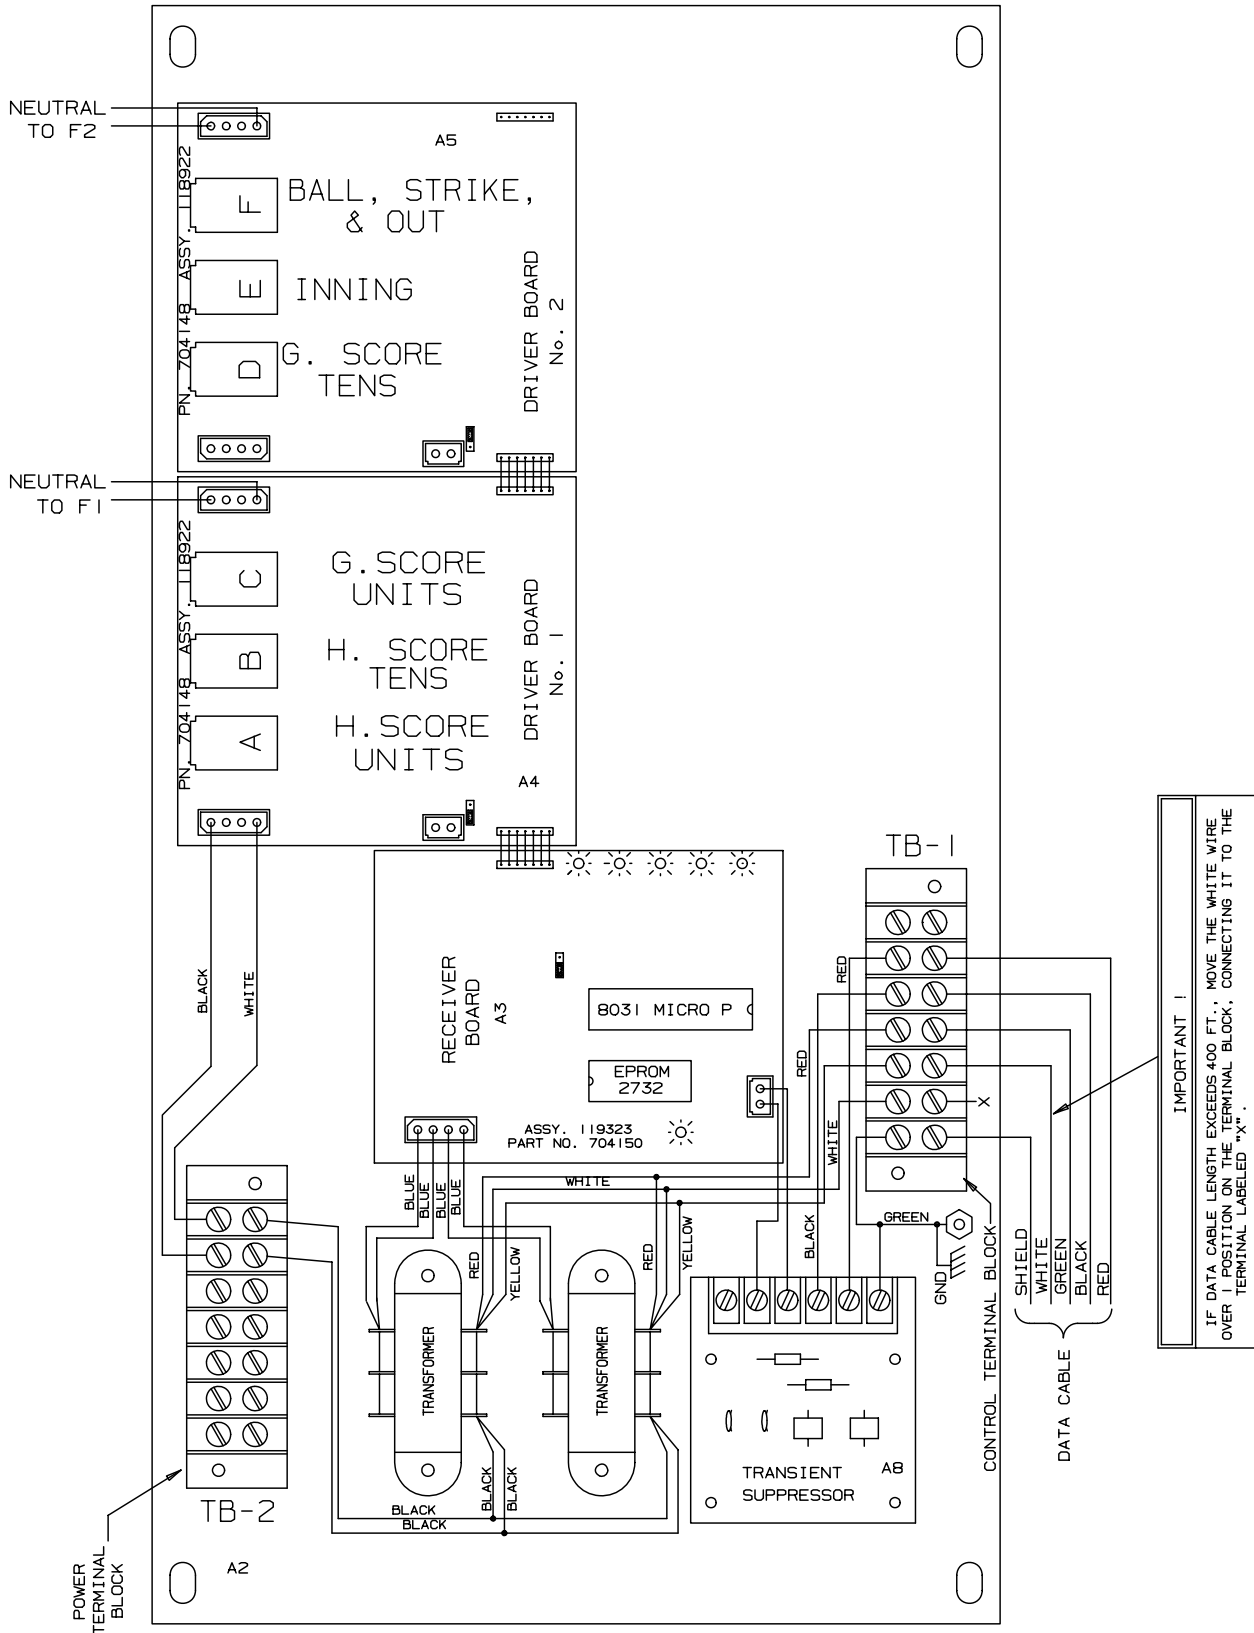 NEUTRAL
TO F2
A5
PN. 704148 ASSY. 118922
F
BALL, STRIKE,
& OUT
E
INNING
D
G. SCORE
TENS
DRIVER BOARD
No. 2
NEUTRAL
TO F1
PN. 704148 ASSY. 118922
C
G.SCORE
UNITS
B
H. SCORE
TENS
A
H.SCORE
UNITS
DRIVER BOARD
No. 1
A4
BLACK
WHITE
RECEIVER
BOARD
A3
8031 MICRO P
EPROM
2732
ASSY. 119323
PART NO. 704150
TB-1
RED
RED
WHITE
X
BLUE
BLUE
BLUE
BLUE
WHITE
RED
YELLOW
RED
YELLOW
BLACK
GREEN
GND
CONTROL TERMINAL BLOCK
SHIELD
WHITE
GREEN
BLACK
RED
DATA CABLE
IMPORTANT !
IF DATA CABLE LENGTH EXCEEDS 400 FT., MOVE THE WHITE WIRE
OVER 1 POSITION ON THE TERMINAL BLOCK, CONNECTING IT TO THE
TERMINAL LABELED "X".
TRANSFORMER
TRANSFORMER
BLACK
BLACK
BLACK
BLACK
TRANSIENT
SUPPRESSOR
A8
TB-2
A2
POWER
TERMINAL
BLOCK